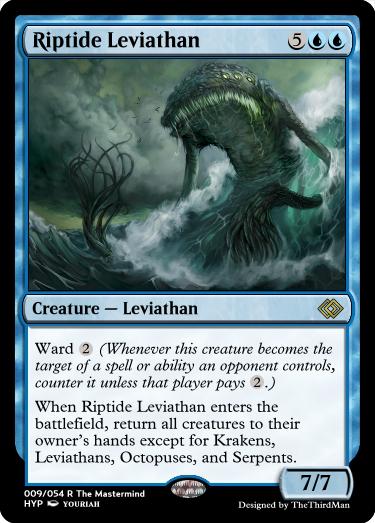 Riptide Leviathan 5
Creature — Leviathan
Ward 2 (Whenever this creature becomes the
target of a spell or ability an opponent controls,
counter it unless that player pays 2.)
When Riptide Leviathan enters the
battlefield, return all creatures to their
owner's hands except for Krakens,
Leviathans, Octopuses, and Serpents.
7/7
009/054 R The Mastermind
HYP YOURIAH
Designed by TheThirdMan